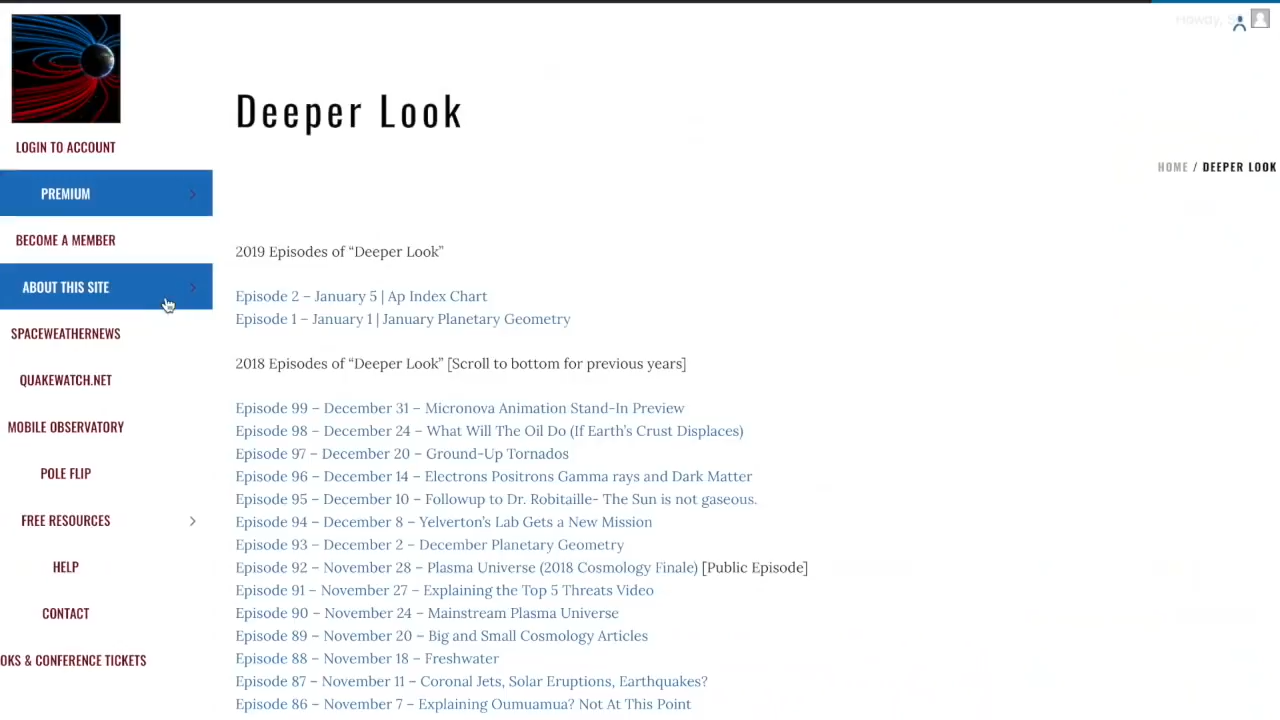 Howdy,
LOGIN TO ACCOUNT
PREMIUM
BECOME A MEMBER
ABOUT THIS SITE
SPACEWEATHERNEWS
QUAKEWATCH.NET
MOBILE OBSERVATORY
POLE FLIP
FREE RESOURCES
HELP
CONTACT
OKS & CONFERENCE TICKETS
Deeper Look
HOME / DEEPER LOOK
2019 Episodes of “Deeper Look”
Episode 2 – January 5 | Ap Index Chart
Episode 1 – January 1 | January Planetary Geometry
2018 Episodes of “Deeper Look” [Scroll to bottom for previous years]
Episode 99 – December 31 – Micronova Animation Stand-In Preview
Episode 98 – December 24 – What Will The Oil Do (If Earth’s Crust Displaces)
Episode 97 – December 20 – Ground-Up Tornados
Episode 96 – December 14 – Electrons Positrons Gamma rays and Dark Matter
Episode 95 – December 10 – Followup to Dr. Robitaille- The Sun is not gaseous.
Episode 94 – December 8 – Yelverton’s Lab Gets a New Mission
Episode 93 – December 2 – December Planetary Geometry
Episode 92 – November 28 – Plasma Universe (2018 Cosmology Finale) [Public Episode]
Episode 91 – November 27 – Explaining the Top 5 Threats Video
Episode 90 – November 24 – Mainstream Plasma Universe
Episode 89 – November 20 – Big and Small Cosmology Articles
Episode 88 – November 18 – Freshwater
Episode 87 – November 11 – Coronal Jets, Solar Eruptions, Earthquakes?
Episode 86 – November 7 – Explaining Oumuamua? Not At This Point